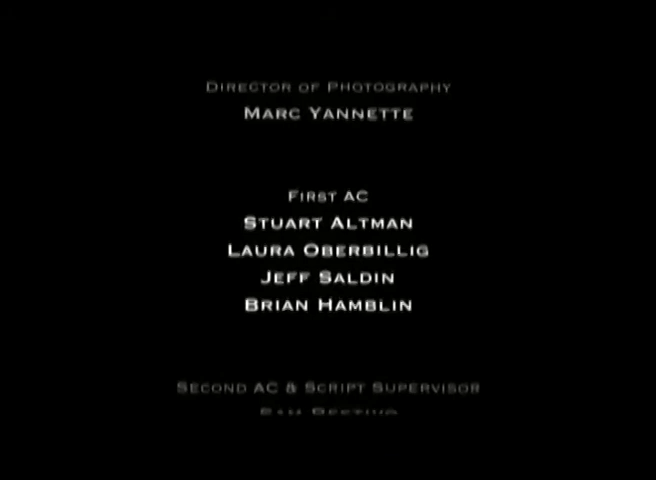 Director of Photography
Marc Yannette
First AC
Stuart Altman
Laura Oberbillig
Jeff Saldin
Brian Hamblin
Second AC & Script Supervisor